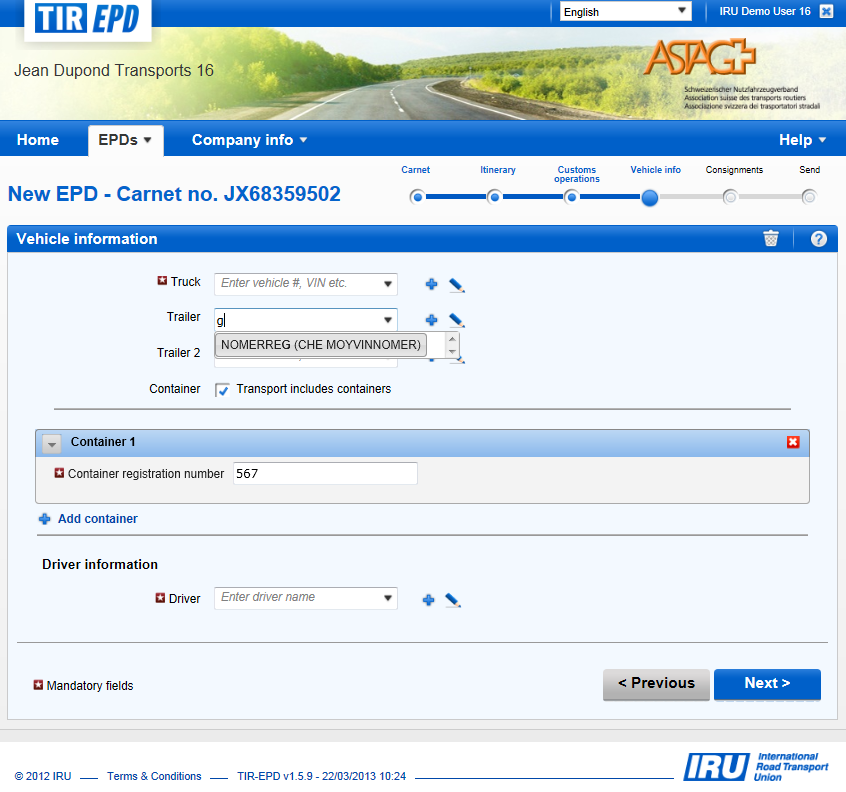 TIR EPD
English
IRU Demo User 16
Jean Dupond Transports 16
ASTAG
Schweizerischer Nutzfahrzeugverband
Association suisse des transports routiers
Associazione svizzera dei trasportatori stradali
Home EPDs Company info Help
New EPD - Carnet no. JX68359502
Carnet Itinerary Customs operations Vehicle info Consignments Send
Vehicle information
Truck Enter vehicle #, VIN etc.
Trailer g
NOMERREG (CHE MOYVINNOMER)
Trailer 2
Container Transport includes containers
Container 1
Container registration number 567
Add container
Driver information
Driver Enter driver name
Mandatory fields
< Previous Next >
© 2012 IRU Terms & Conditions TIR-EPD v1.5.9 - 22/03/2013 10:24
IRU International
Road Transport
Union